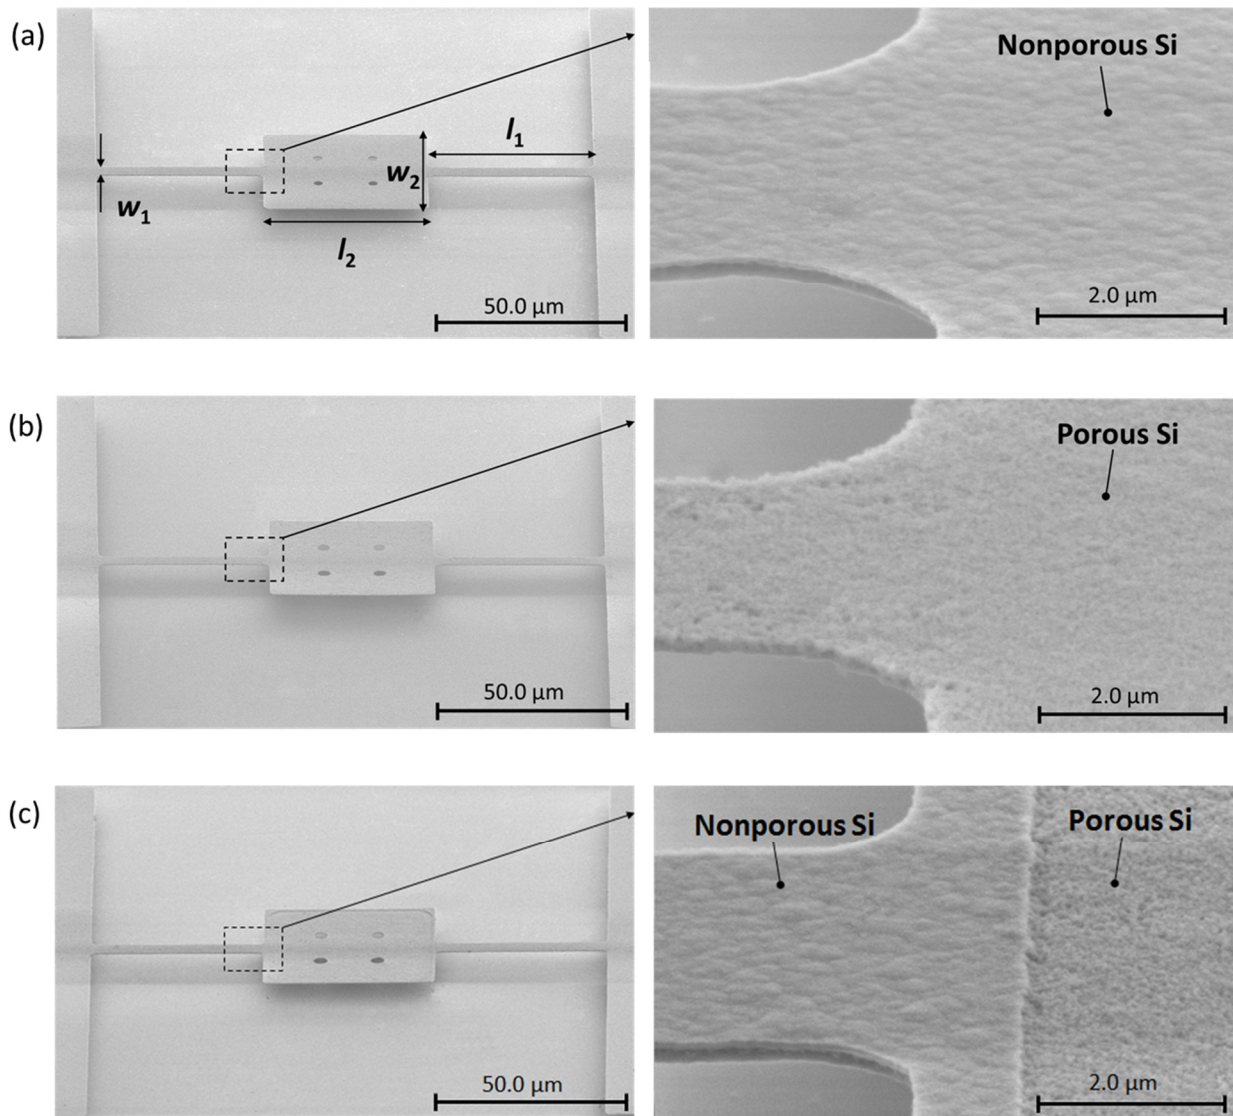 (a)
Nonporous Si
l1
w2
w1
l2
50.0 µm
2.0 µm
(b)
Porous Si
50.0 µm
2.0 µm
(c)
Nonporous Si
Porous Si
50.0 µm
2.0 µm